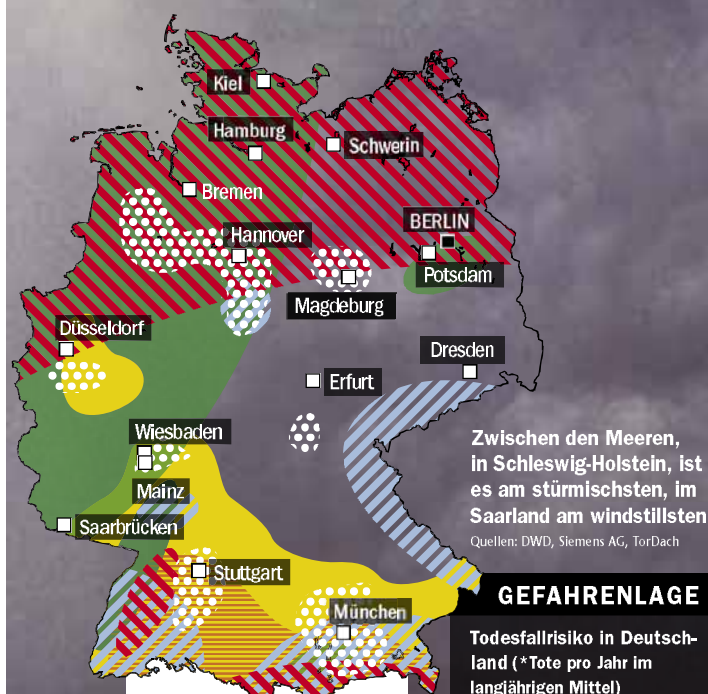 Kiel
Hamburg
Schwerin
Bremen
BERLIN
Hannover
Potsdam
Magdeburg
Düsseldorf
Dresden
Erfurt
Wiesbaden
Mainz
Saarbrücken
Stuttgart
München
Zwischen den Meeren,
in Schleswig-Holstein, ist
es am stürmischsten, im
Saarland am windstillsten
Quellen: DWD, Siemens AG, TorDach
GEFAHRENLAGE
Todesfallrisiko in Deutsch-
land (*Tote pro Jahr im
langjährigen Mittel)